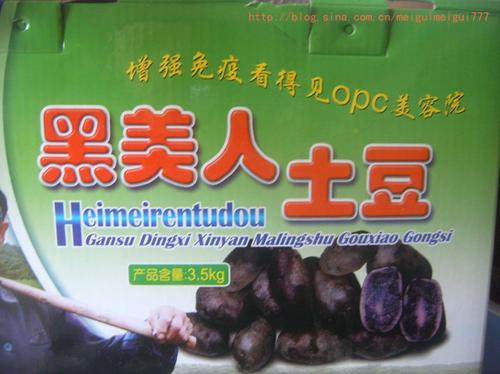 http://blog.sina.com.cn/meiguimeigui777
增强免疫看得见opc美容院
黑美人土豆
Heimeirentudou
Gansu Dingxi Xinyan Malingshu Gouxiao Gongsi
产品含量:3.5kg